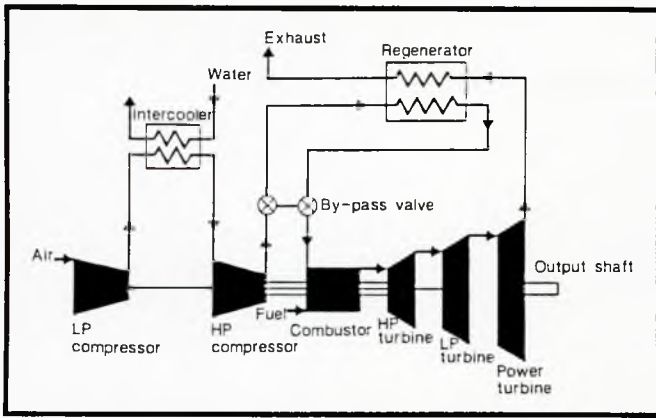 Exhaust
Regenerator
Water
Intercooler
By-pass valve
Air
Output shaft
Fuel
LP
compressor
HP
compressor
Combustor
HP
turbine
LP
turbine
Power
turbine